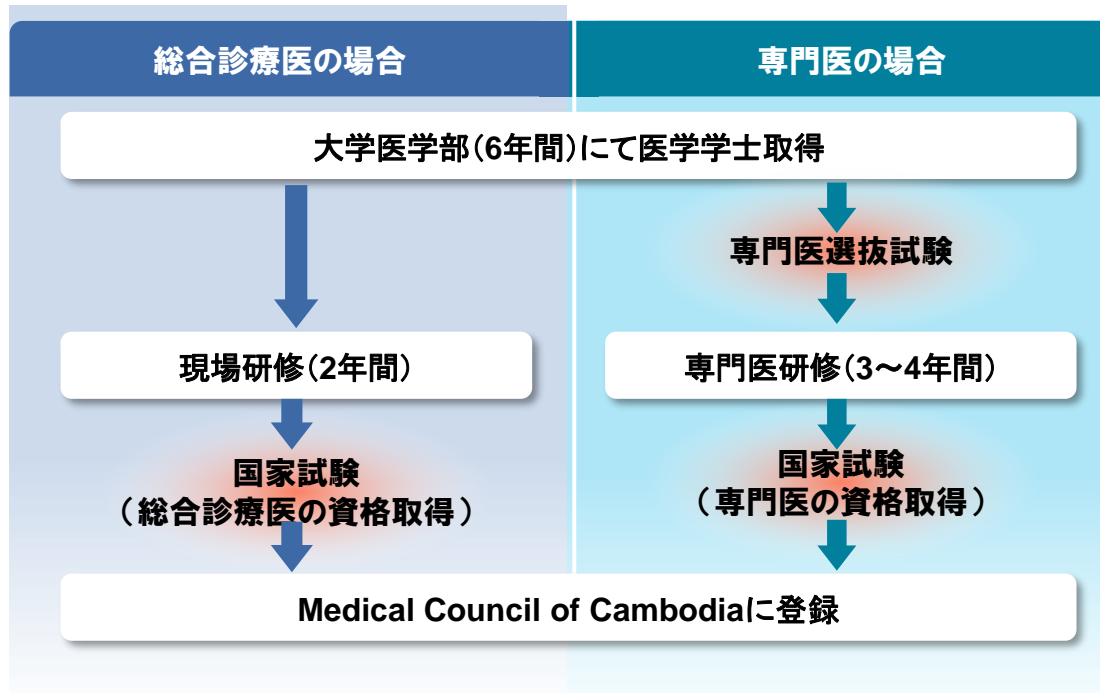 総合診療医の場合
専門医の場合
大学医学部（6年間）にて医学学士取得
専門医選抜試験
現場研修（2年間）
専門医研修（3～4年間）
国家試験
（総合診療医の資格取得）
国家試験
（専門医の資格取得）
Medical Council of Cambodiaに登録